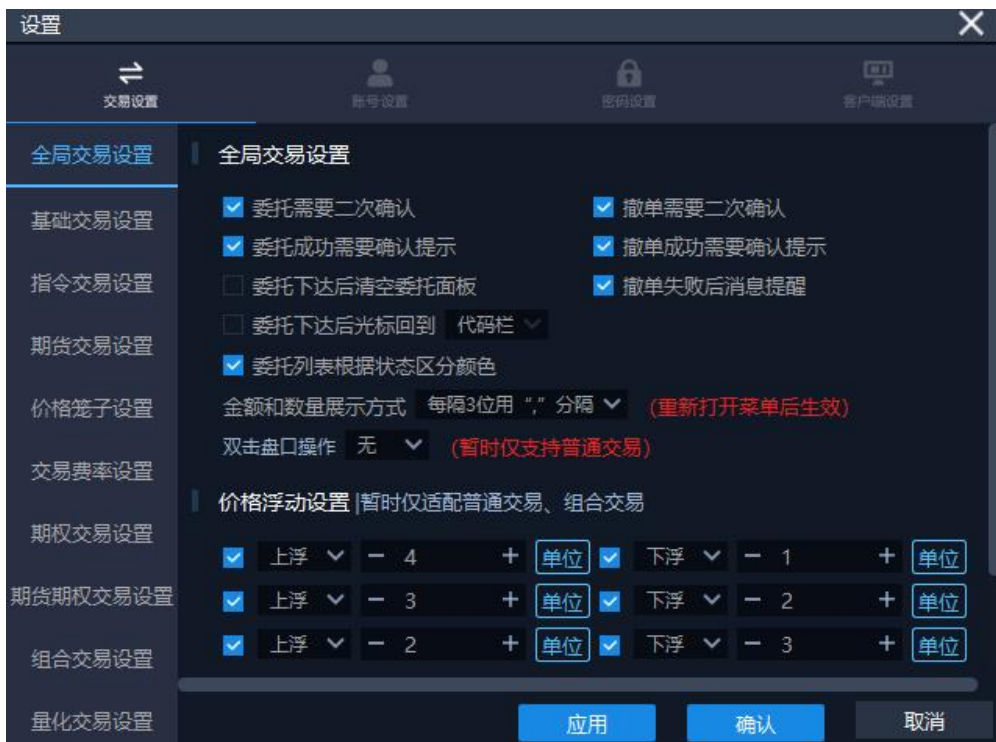 设置
交易设置 账号设置 密码设置 客户端设置
全局交易设置
基础交易设置
指令交易设置
期货交易设置
价格笼子设置
交易费率设置
期权交易设置
期货期权交易设置
组合交易设置
量化交易设置
全局交易设置
委托需要二次确认 撤单需要二次确认
委托成功需要确认提示 撤单成功需要确认提示
委托下达后清空委托面板 撤单失败后消息提醒
委托下达后光标回到 代码栏
委托列表根据状态区分颜色
金额和数量展示方式 每隔3位用 “,” 分隔 (重新打开菜单后生效)
双击盘口操作 无 (暂时仅支持普通交易)
价格浮动设置 |暂时仅适配普通交易、组合交易
上浮 − 4 + 单位 下浮 − 1 + 单位
上浮 − 3 + 单位 下浮 − 2 + 单位
上浮 − 2 + 单位 下浮 − 3 + 单位
应用 确认 取消